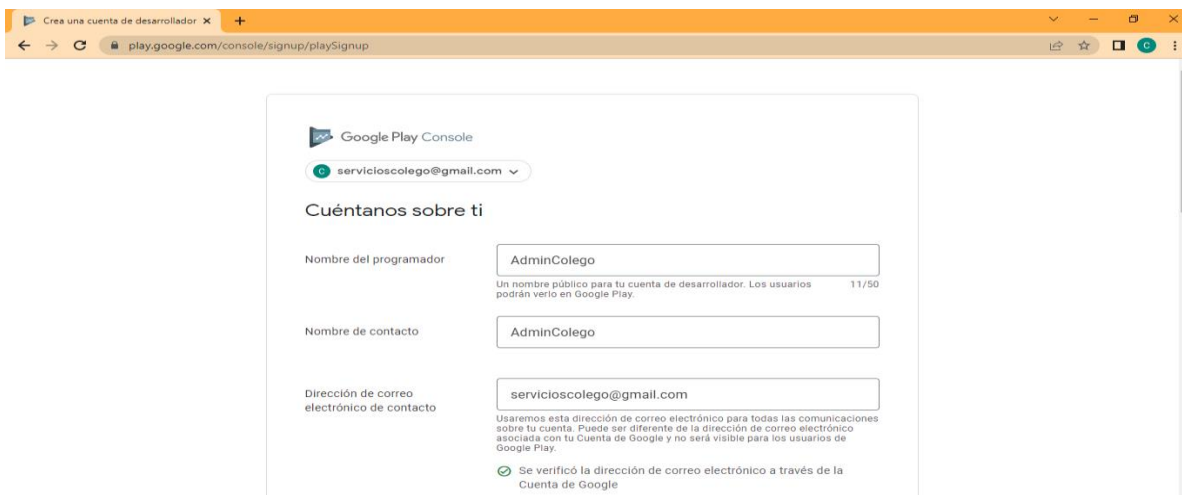 Crea una cuenta de desarrollador
play.google.com/console/signup/playSignup
C
Google Play Console
C servicioscolego@gmail.com
Cuéntanos sobre ti
Nombre del programador
AdminColego
Un nombre público para tu cuenta de desarrollador. Los usuarios
podrán verlo en Google Play.
11/50
Nombre de contacto
AdminColego
Dirección de correo
electrónico de contacto
servicioscolego@gmail.com
Usaremos esta dirección de correo electrónico para todas las comunicaciones
sobre tu cuenta. Puede ser diferente de la dirección de correo electrónico
asociada con tu Cuenta de Google y no será visible para los usuarios de
Google Play.
Se verificó la dirección de correo electrónico a través de la
Cuenta de Google